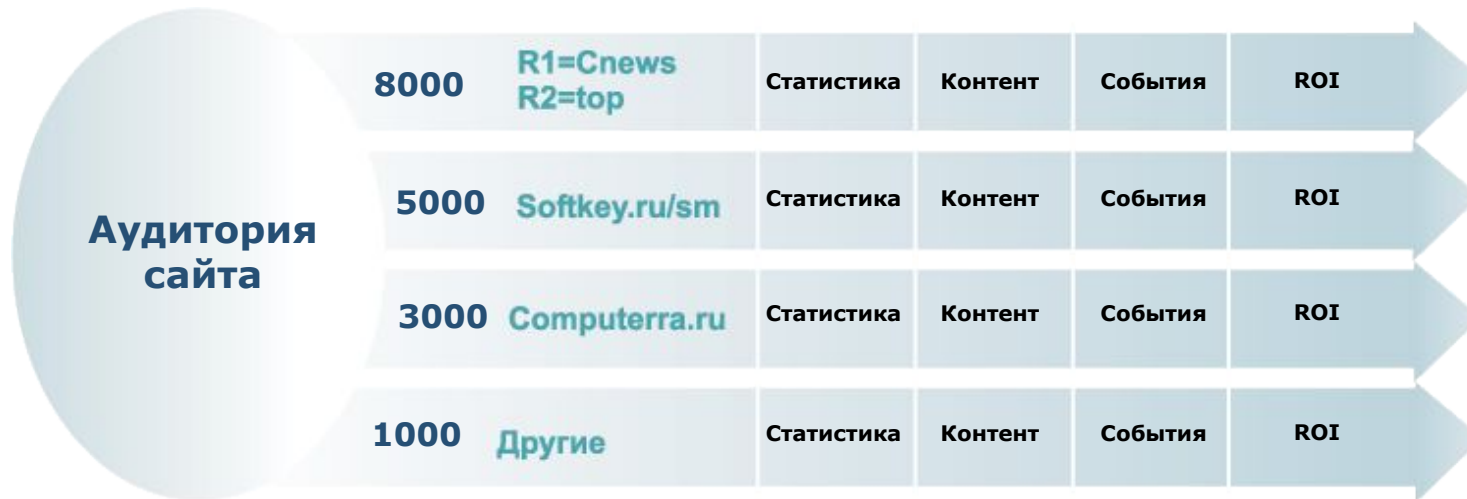 Аудитория
сайта
8000
R1=Cnews
R2=top
Статистика
Контент
События
ROI
5000
Softkey.ru/sm
Статистика
Контент
События
ROI
3000
Computerra.ru
Статистика
Контент
События
ROI
1000
Другие
Статистика
Контент
События
ROI